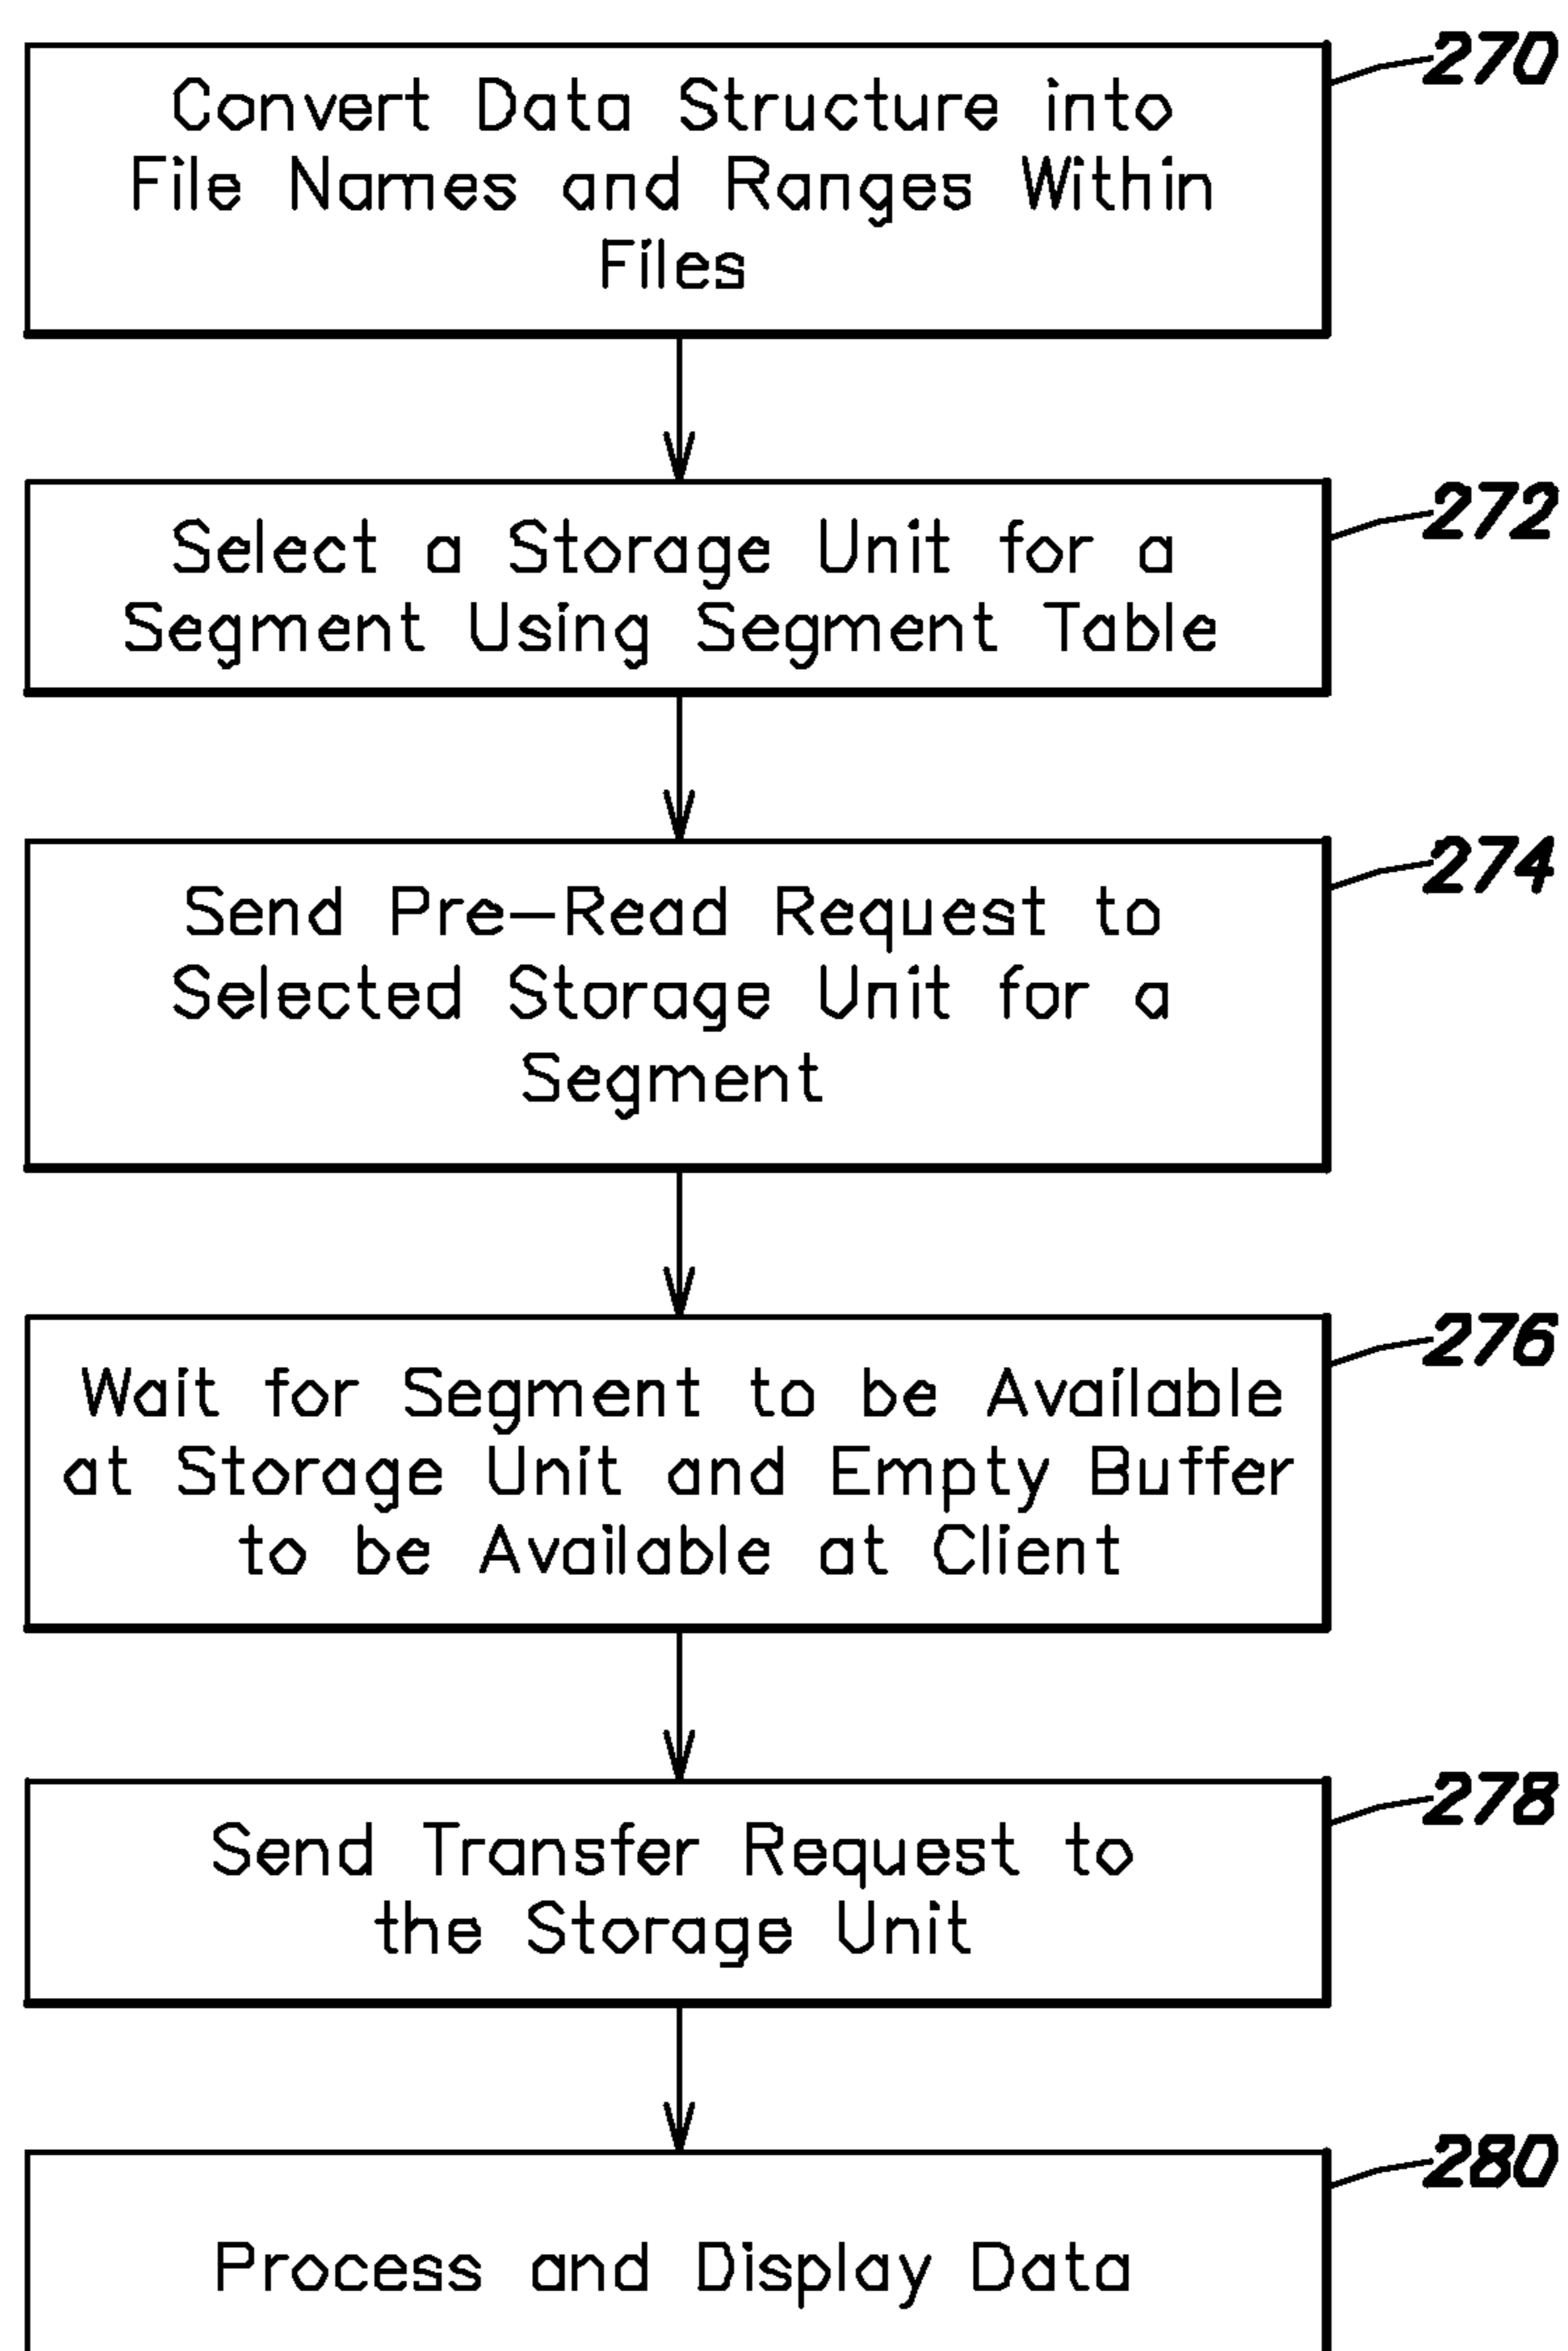 270
Convert Data Structure into
File Names and Ranges Within
Files
272
Select a Storage Unit for a
Segment Using Segment Table
274
Send Pre-Read Request to
Selected Storage Unit for a
Segment
276
Wait for Segment to be Available
at Storage Unit and Empty Buffer
to be Available at Client
278
Send Transfer Request to
the Storage Unit
280
Process and Display Data